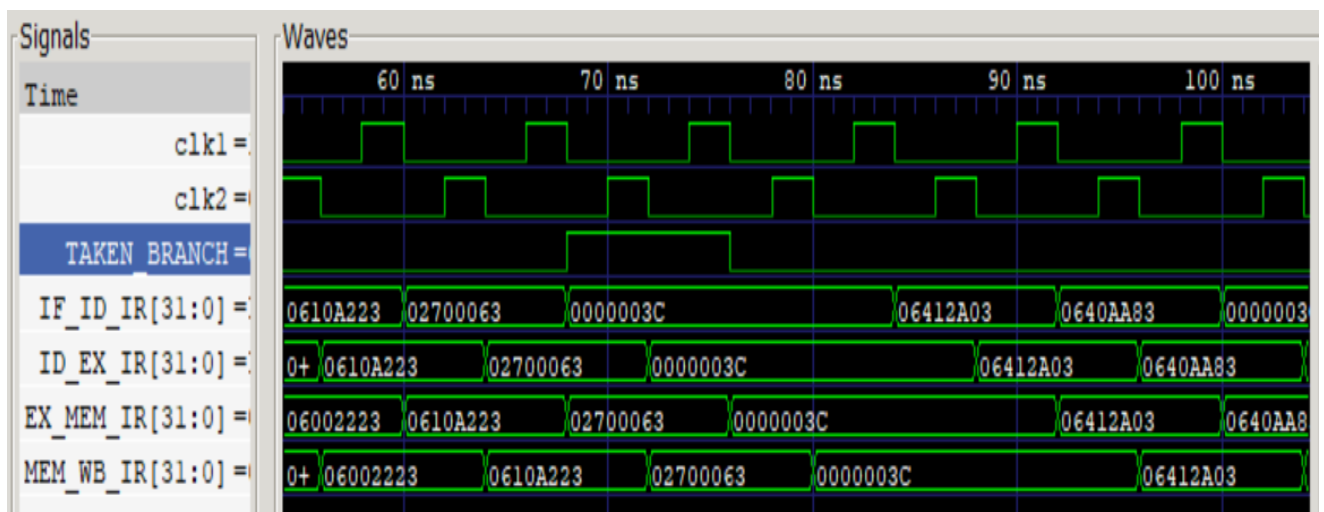 Signals Waves
Time 60 ns 70 ns 80 ns 90 ns 100 ns
clk1=
clk2=
TAKEN_BRANCH=
IF_ID_IR[31:0]= 0610A223 02700063 0000003C 06412A03 0640AA83 0000003
ID_EX_IR[31:0]= 0+ 0610A223 02700063 0000003C 06412A03 0640AA83
EX_MEM_IR[31:0]= 06002223 0610A223 02700063 0000003C 06412A03 0640AA8
MEM_WB_IR[31:0]= 0+ 06002223 0610A223 02700063 0000003C 06412A03